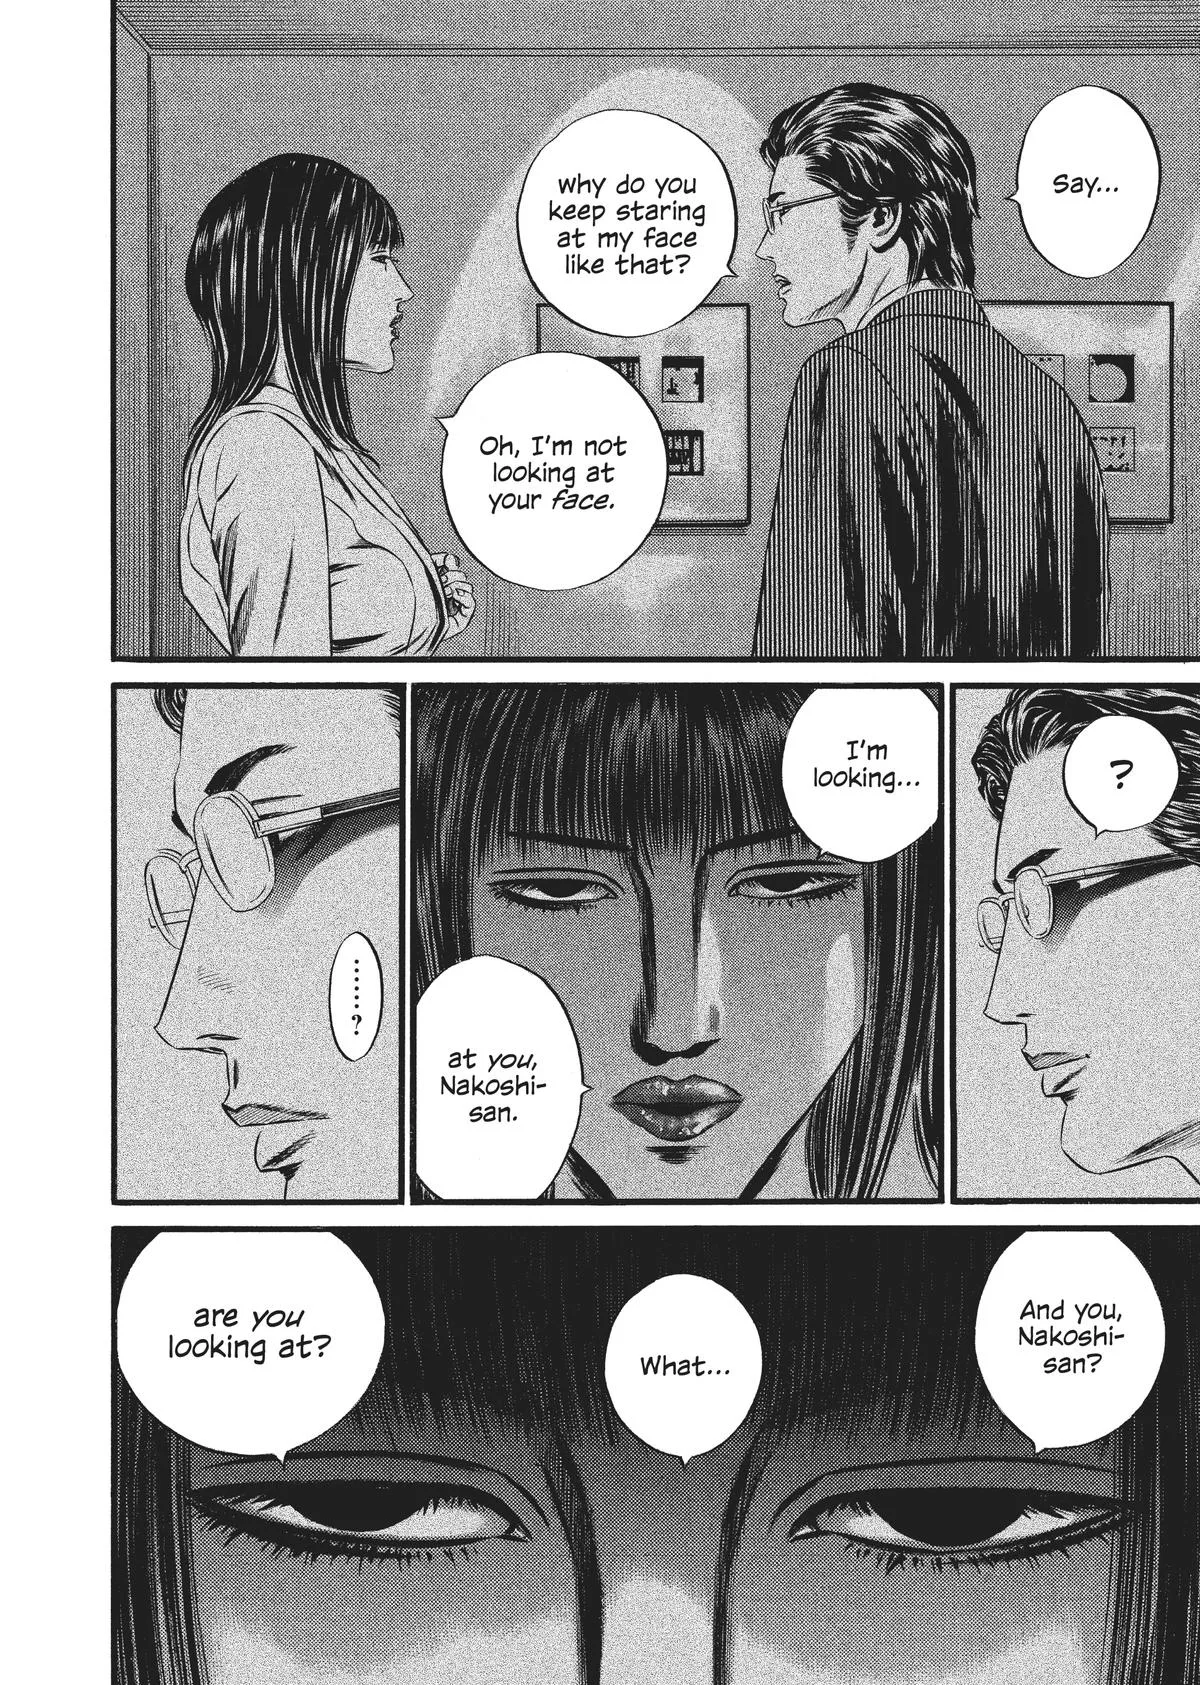 Say...
Why do you
keep staring
at my face
like that?
Oh, I'm not
looking at
your face.
?
I'm
looking...
at you,
Nakoshi-
san.
......?
And you,
Nakoshi-
san?
What...
are you
looking at?